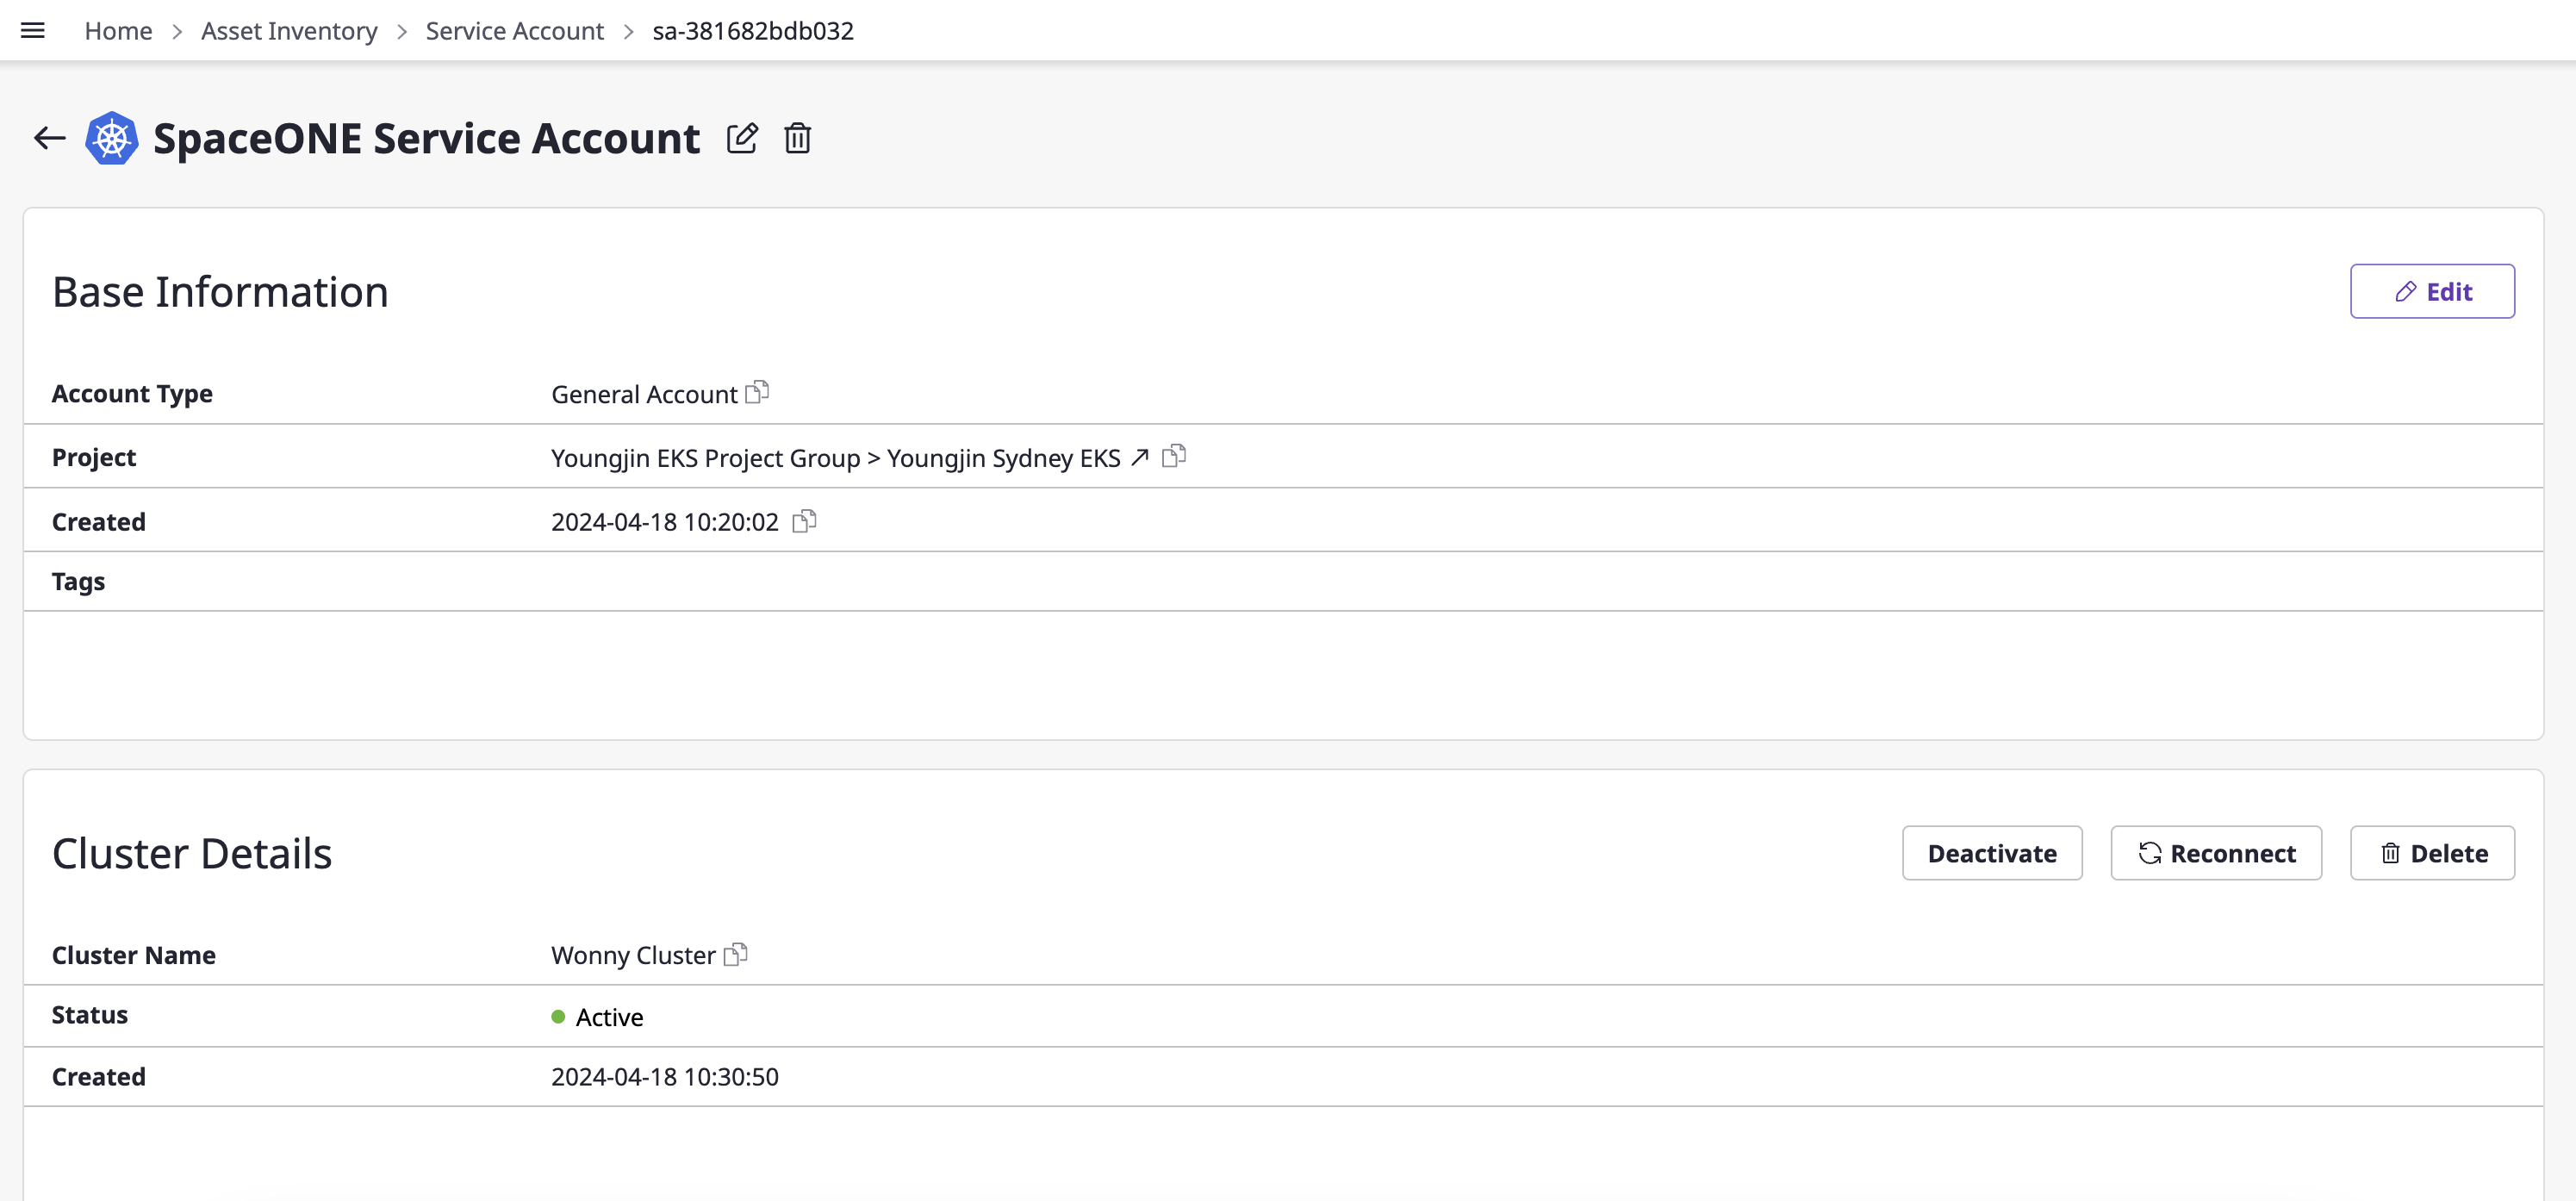 Home > Asset Inventory > Service Account > sa-381682bdb032
SpaceONE Service Account
Base Information
Edit
Account Type General Account
Project Youngjin EKS Project Group > Youngjin Sydney EKS
Created 2024-04-18 10:20:02
Tags
Cluster Details
Deactivate Reconnect Delete
Cluster Name Wonny Cluster
Status Active
Created 2024-04-18 10:30:50